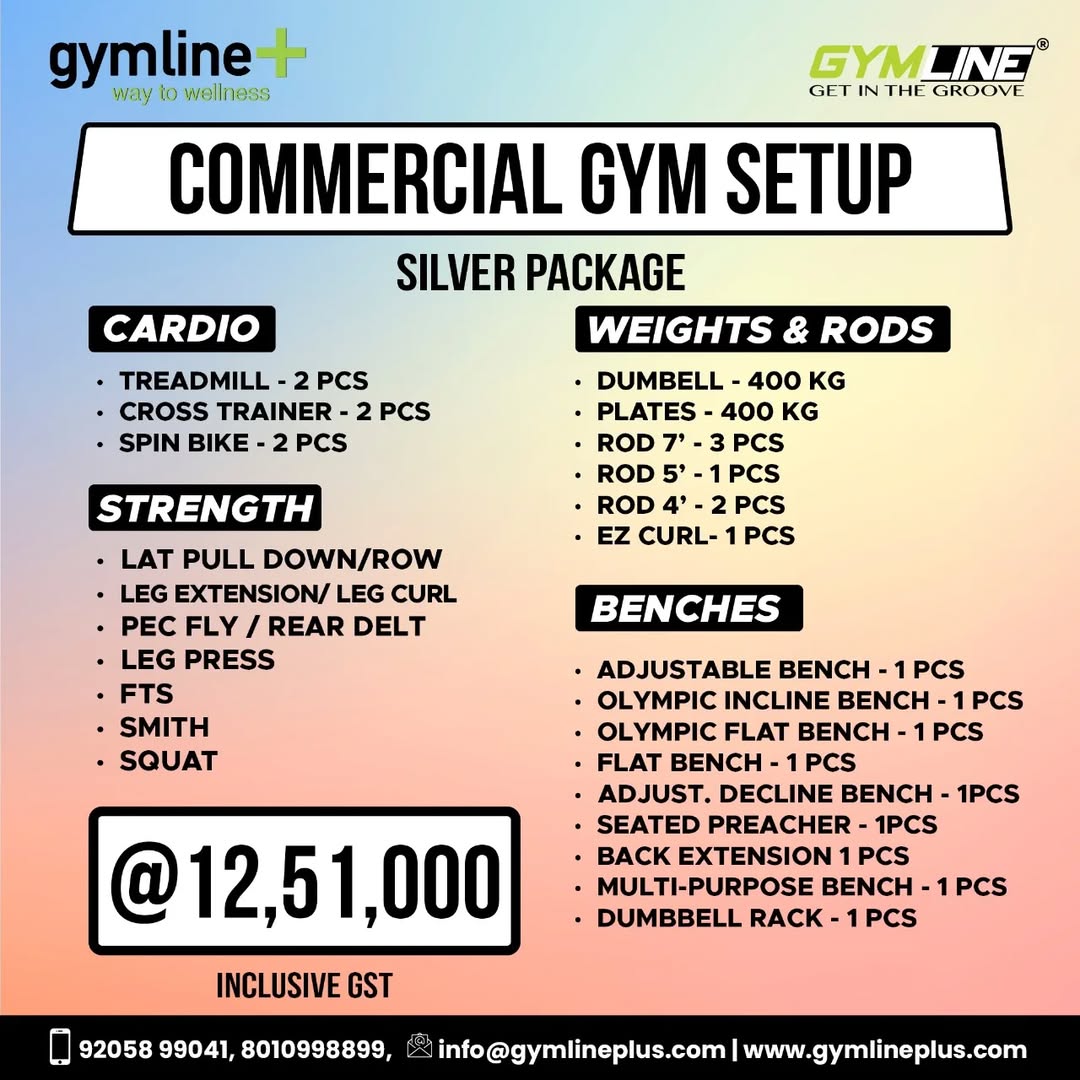 gymline+
way to wellness
GYMLINE®
GET IN THE GROOVE
COMMERCIAL GYM SETUP
SILVER PACKAGE
CARDIO
• TREADMILL - 2 PCS
• CROSS TRAINER - 2 PCS
• SPIN BIKE - 2 PCS
STRENGTH
• LAT PULL DOWN/ROW
• LEG EXTENSION/ LEG CURL
• PEC FLY / REAR DELT
• LEG PRESS
• FTS
• SMITH
• SQUAT
@12,51,000
INCLUSIVE GST
WEIGHTS & RODS
• DUMBELL - 400 KG
• PLATES - 400 KG
• ROD 7’ - 3 PCS
• ROD 5’ - 1 PCS
• ROD 4’ - 2 PCS
• EZ CURL- 1 PCS
BENCHES
• ADJUSTABLE BENCH - 1 PCS
• OLYMPIC INCLINE BENCH - 1 PCS
• OLYMPIC FLAT BENCH - 1 PCS
• FLAT BENCH - 1 PCS
• ADJUST. DECLINE BENCH - 1PCS
• SEATED PREACHER - 1PCS
• BACK EXTENSION 1 PCS
• MULTI-PURPOSE BENCH - 1 PCS
• DUMBBELL RACK - 1 PCS
92058 99041, 8010998899, info@gymlineplus.com | www.gymlineplus.com